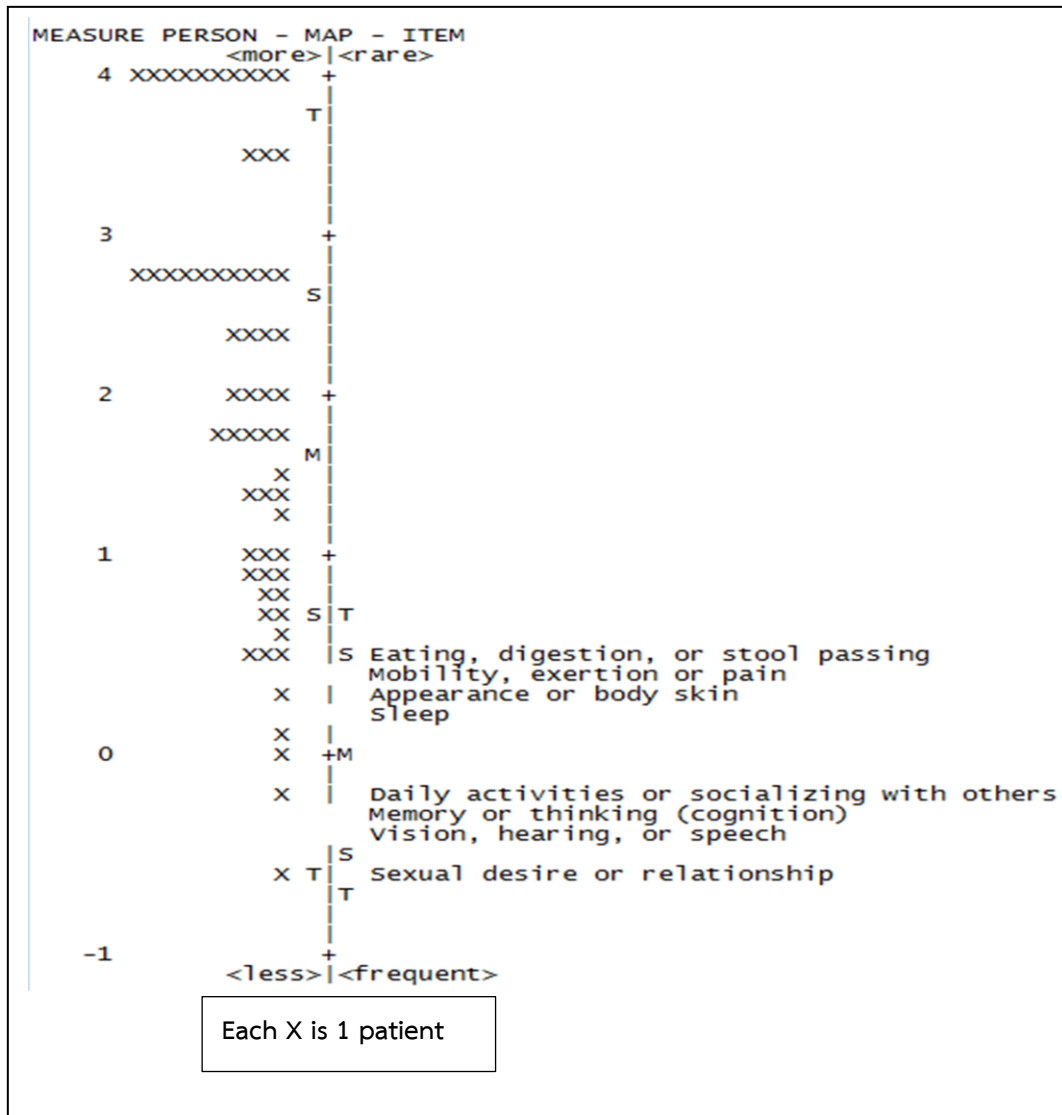 MEASURE PERSON - MAP - ITEM
<more>|<rare>
4 XXXXXXXXXX +
|
T|
|
XXX |
|
|
|
3 +
|
XXXXXXXXXX |
S|
|
XXXX |
|
|
2 XXXX +
|
XXXXX |
M|
X |
XXX |
X |
|
1 XXX +
XXX |
XX |
XX S|T
X |
XXX |S Eating, digestion, or stool passing
Mobility, exertion or pain
X | Appearance or body skin
Sleep
X |
0 X +M
|
X | Daily activities or socializing with others
Memory or thinking (cognition)
Vision, hearing, or speech
|S
X T| Sexual desire or relationship
|T
|
|
-1 +
<less>|<frequent>
Each X is 1 patient